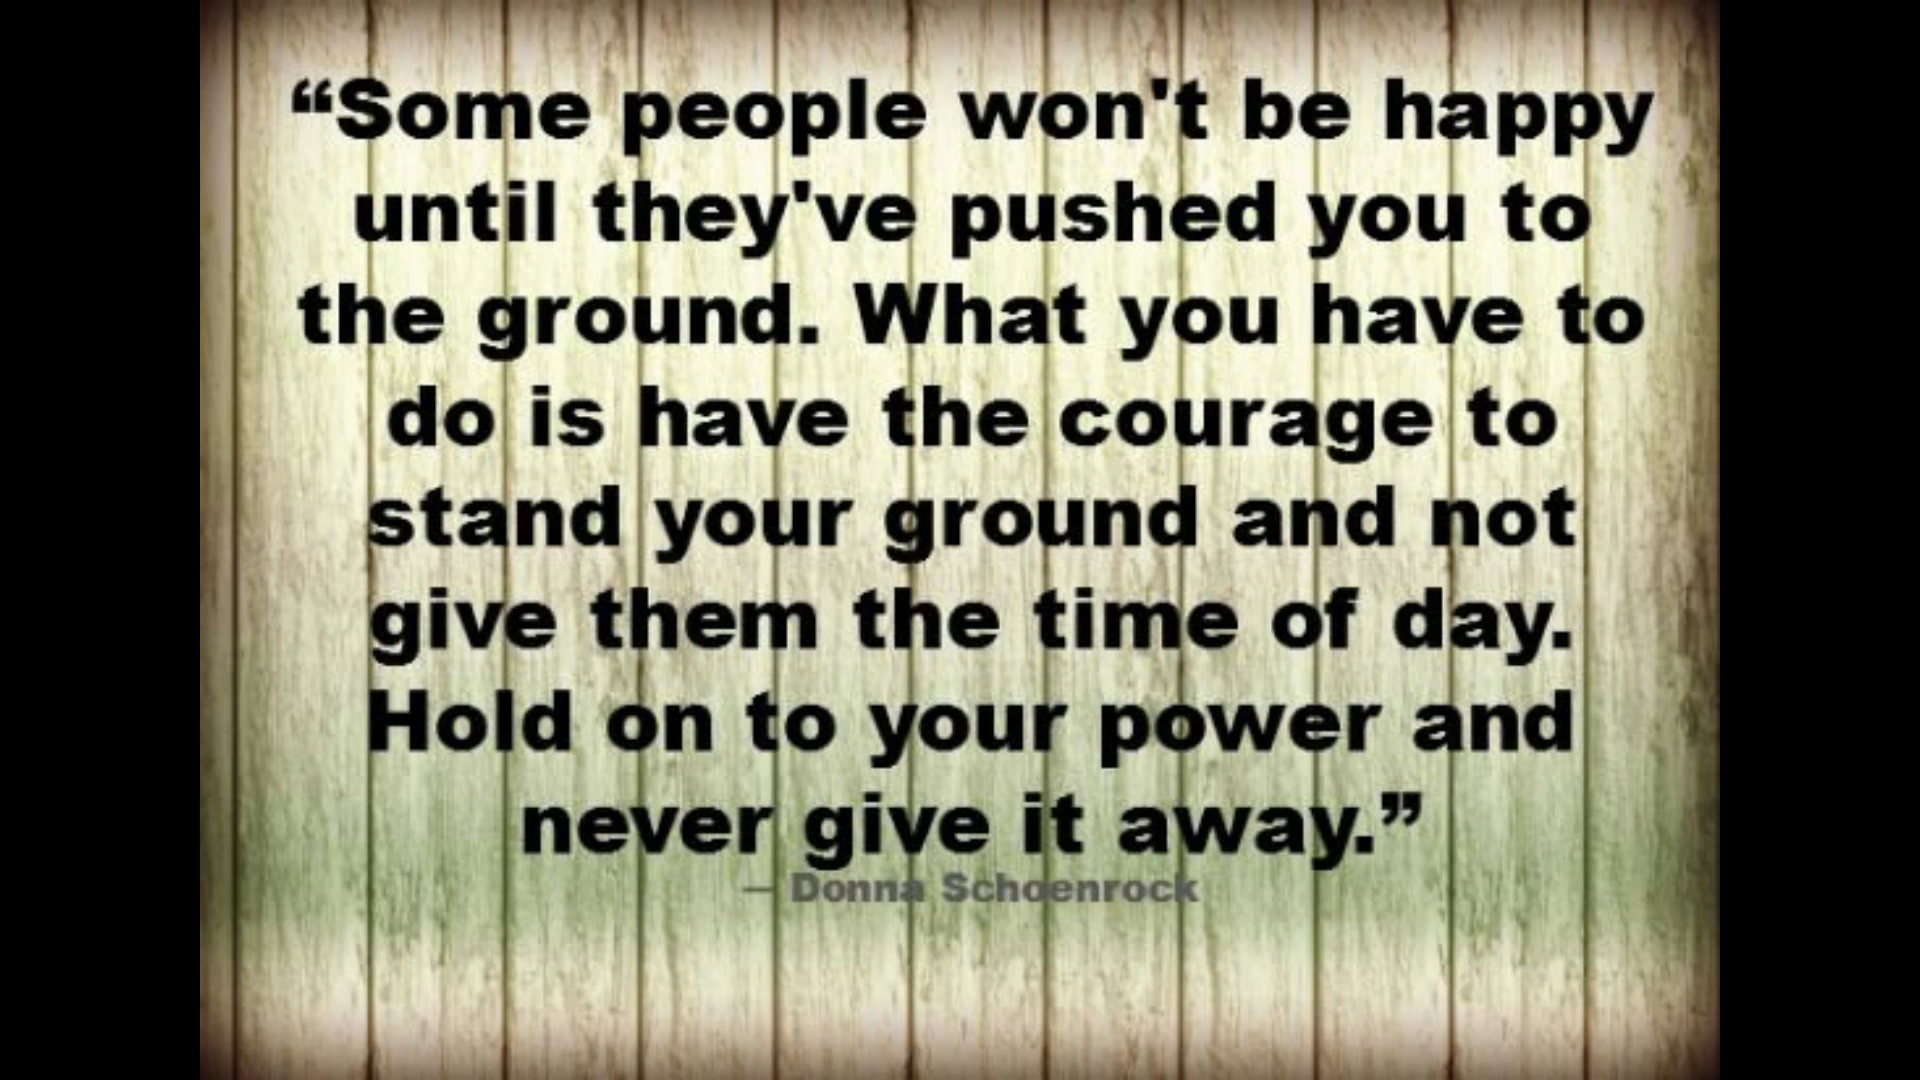 “Some people won't be happy
until they've pushed you to
the ground. What you have to
do is have the courage to
stand your ground and not
give them the time of day.
Hold on to your power and
never give it away.”
— Donna Schoenrock